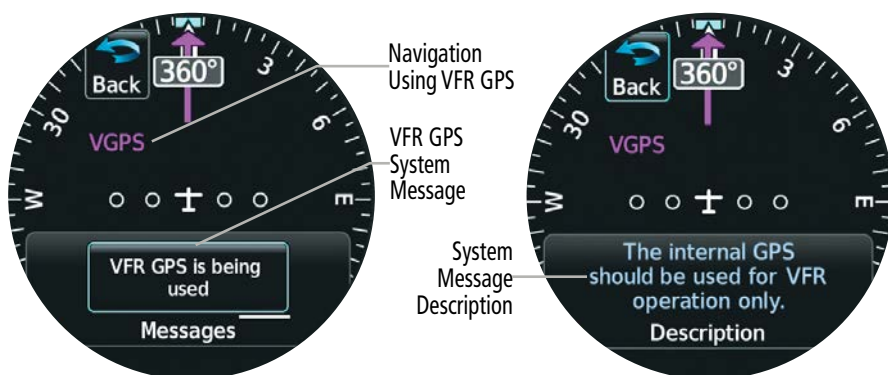 Back
360°
3
6
30
VGPS
W
E
VFR GPS is being
used
Messages
Navigation
Using VFR GPS
VFR GPS
System
Message
System
Message
Description
Back
360°
3
6
30
VGPS
W
E
The internal GPS
should be used for VFR
operation only.
Description